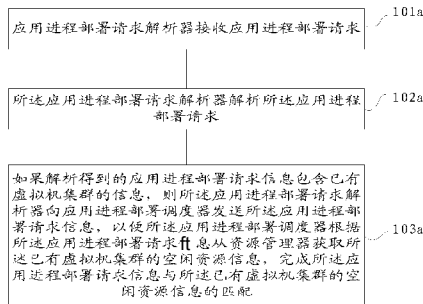 应用进程部署请求解析器接收应用进程部署请求
101a
所述应用进程部署请求解析器解析所述应用进程
部署请求
102a
如果解析得到的应用进程部署请求信息包含已有
虚拟机集群的信息，则所述应用进程部署请求解
析器向应用进程部署调度器发送所述应用进程部
署请求信息，以使所述应用进程部署调度器根据
所述应用进程部署请求ft息从资源管理器获取所
述已有虚拟机集群的空闲资源信息，完成所述应
用进程部署请求信息与所述已有虚拟机集群的空
闲资源信息的匹配
103a